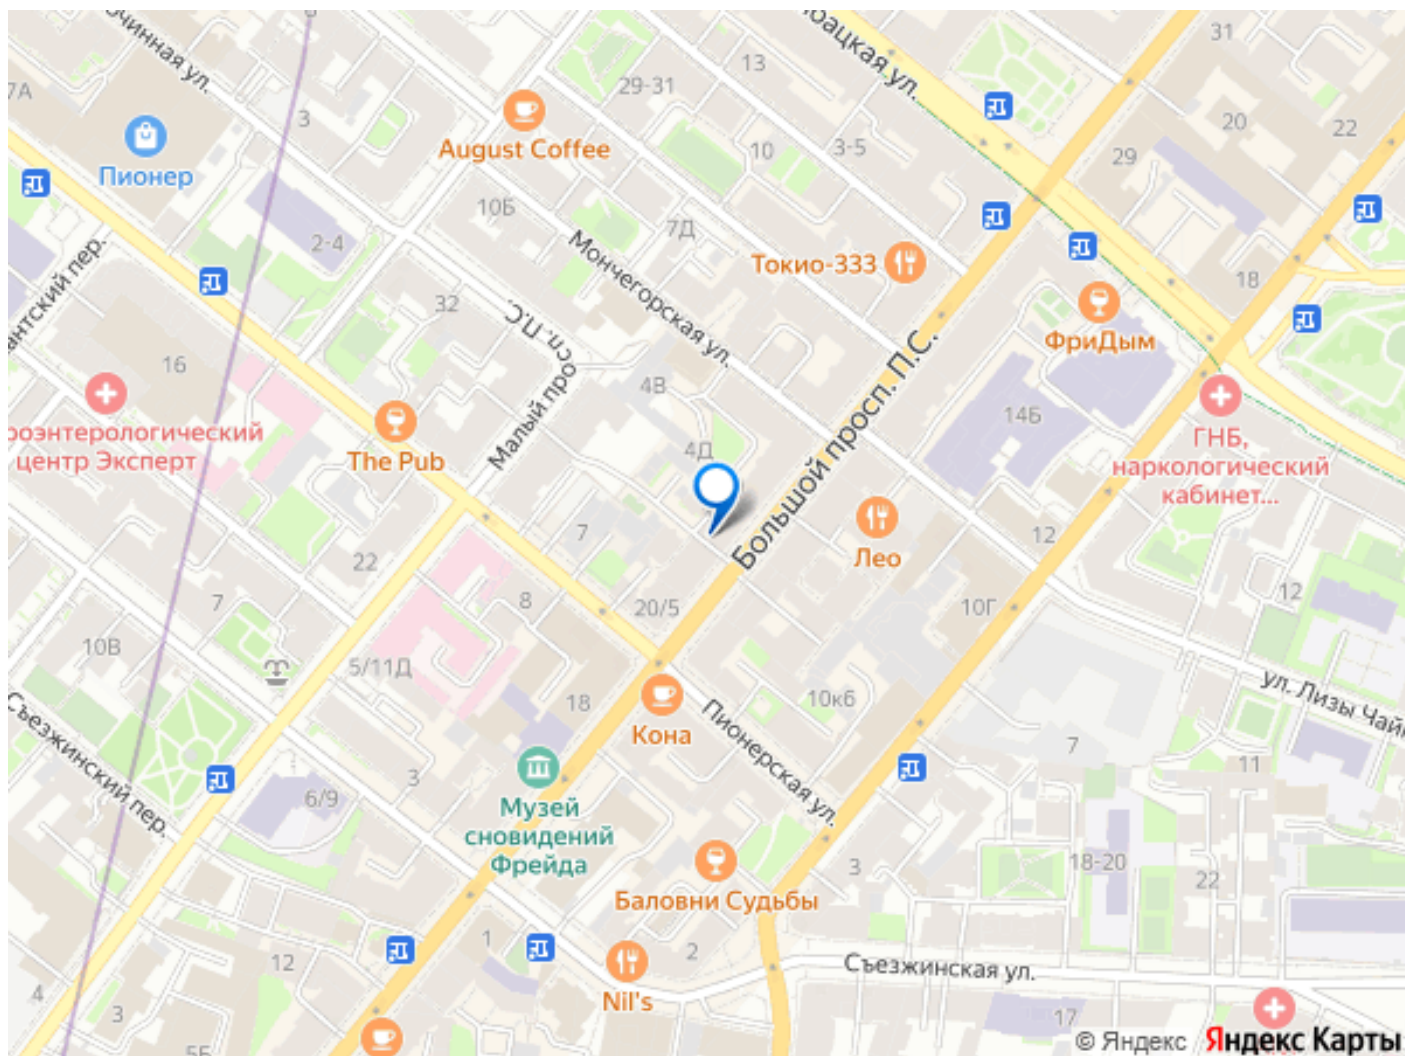 31
13
29-31
7А
3
Пионер
August Coffee
10
3-5
20
22
29
10Б
7Д
2-4
Мончегорская ул.
Токио-333
18
32
Малый просп. П.С.
ФриДым
16
4В
Большой просп. П.С.
14Б
центр Эксперт
The Pub
4Д
ГНБ,
наркологический
кабинет...
7
Лео
12
22
8
20/5
10Г
12
7
10В
5/11Д
18
10к6
ул. Лизы
Кона
Пионерская ул.
7
11
Съезжинский пер.
3
6/9
Музей
сновидений
Фрейда
3
18-20
22
Баловни Судьбы
1
2
12
Съезжинская ул.
4
3
Nil's
17
5Б
© Яндекс Яндекс Карты